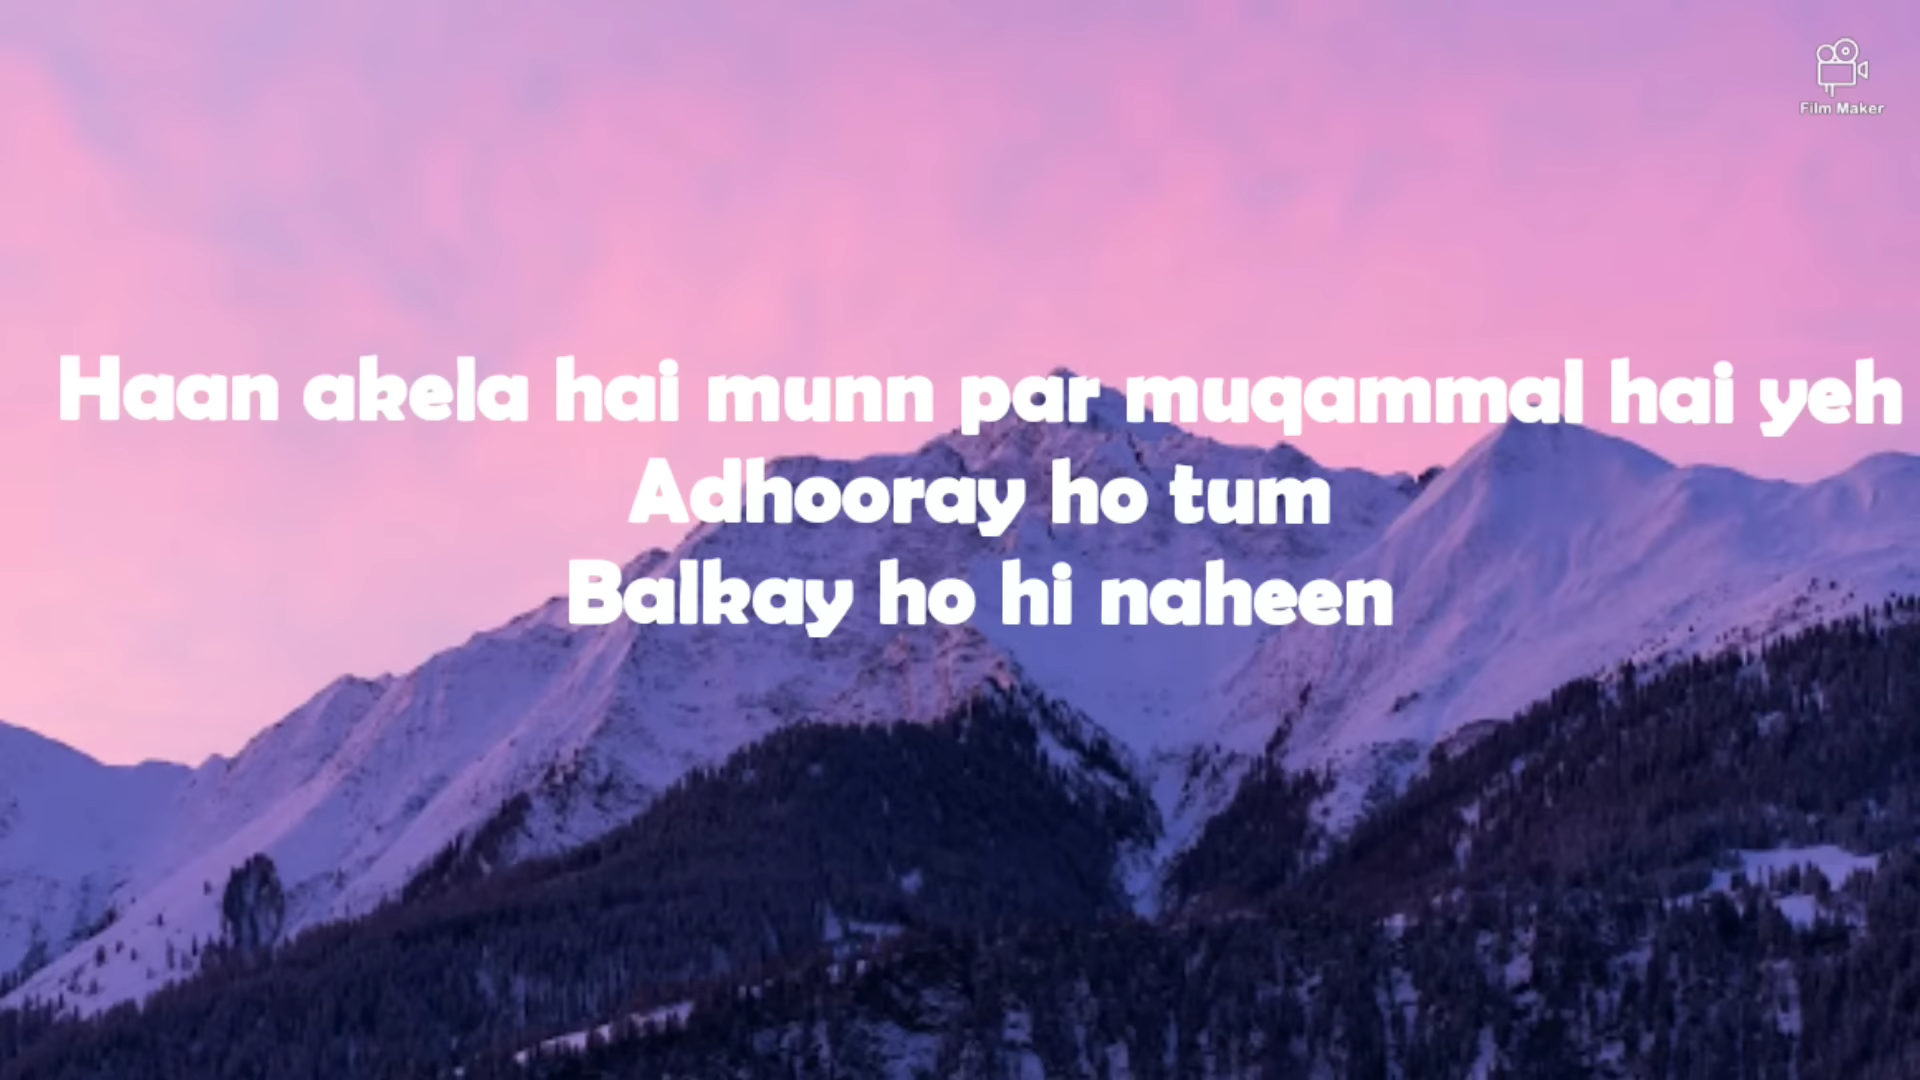 Film Maker
Haan akela hai munn par muqammal hai yeh
Adhooray ho tum
Balkay ho hi naheen